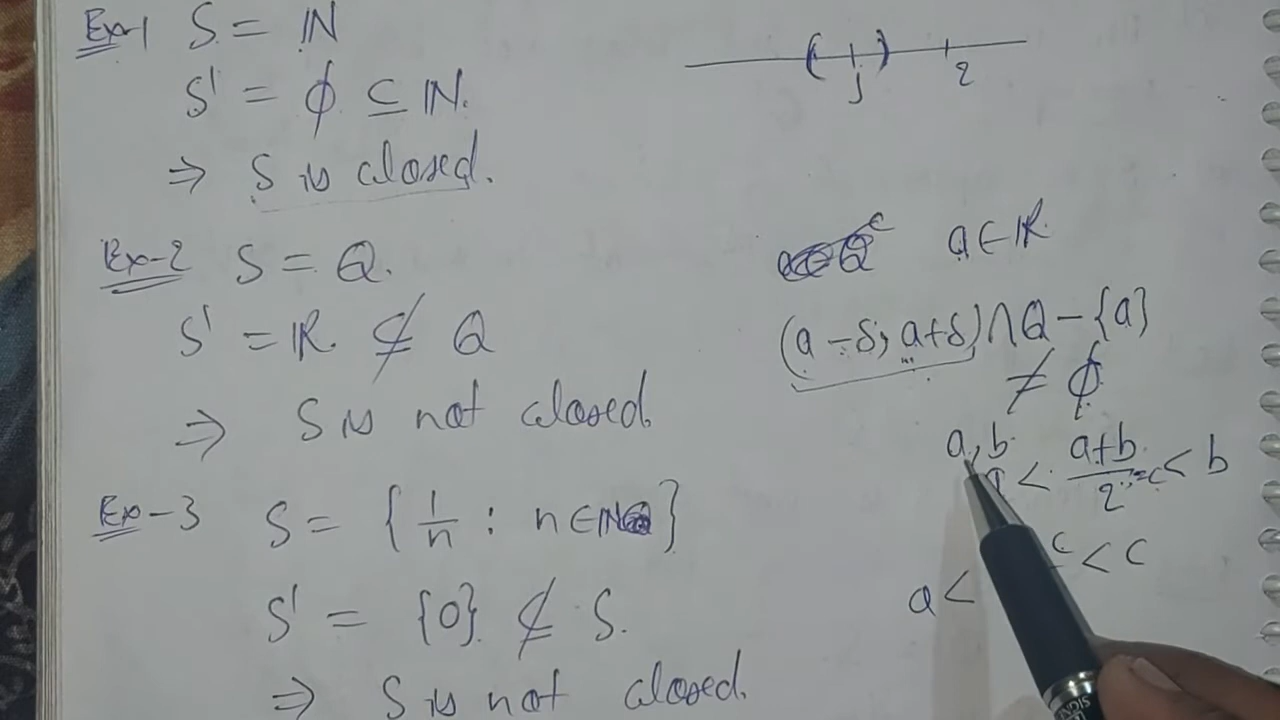 Ex-1 S = ℕ
S' = ϕ ⊆ ℕ.
⇒ S is closed.
Ex-2 S = Q.
S' = ℝ ⊈ Q
⇒ S is not closed.
Ex-3 S = { 1/n : n ∈ ℕ }
S' = {0} ⊈ S.
⇒ S is not closed.
( ) 1 2
Qᶜ a ∈ ℝ
(a - δ, a + δ) ∩ Q - {a}
≠ ϕ
a, b
a < a+b/2 = c < b
a < c < c